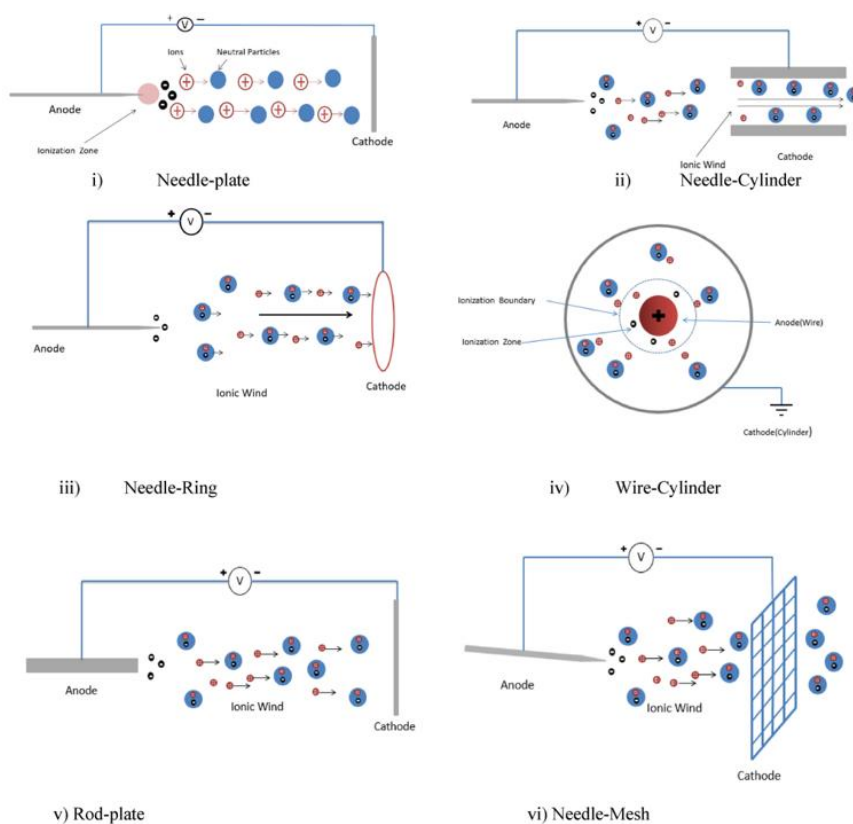 + V −
Ions
Neutral Particles
Anode
Ionization Zone
Cathode
i) Needle-plate
+ V −
Anode
Ionic Wind
Cathode
ii) Needle-Cylinder
+ V −
Anode
Ionic Wind
Cathode
iii) Needle-Ring
Ionization Boundary
Ionization Zone
+
Anode(Wire)
Cathode(Cylinder)
iv) Wire-Cylinder
+ V −
Anode
Ionic Wind
Cathode
v) Rod-plate
+ V −
Anode
Ionic Wind
Cathode
vi) Needle-Mesh